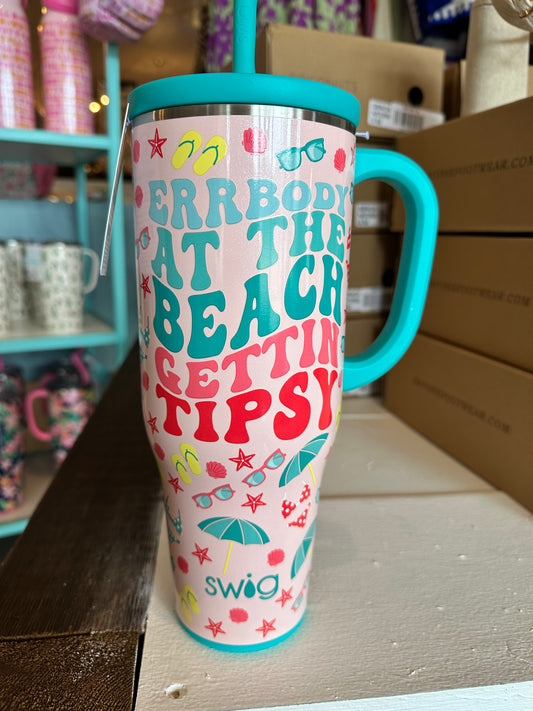 ERRBODY
AT THE
BEACH
GETTIN
TIPSY
swig